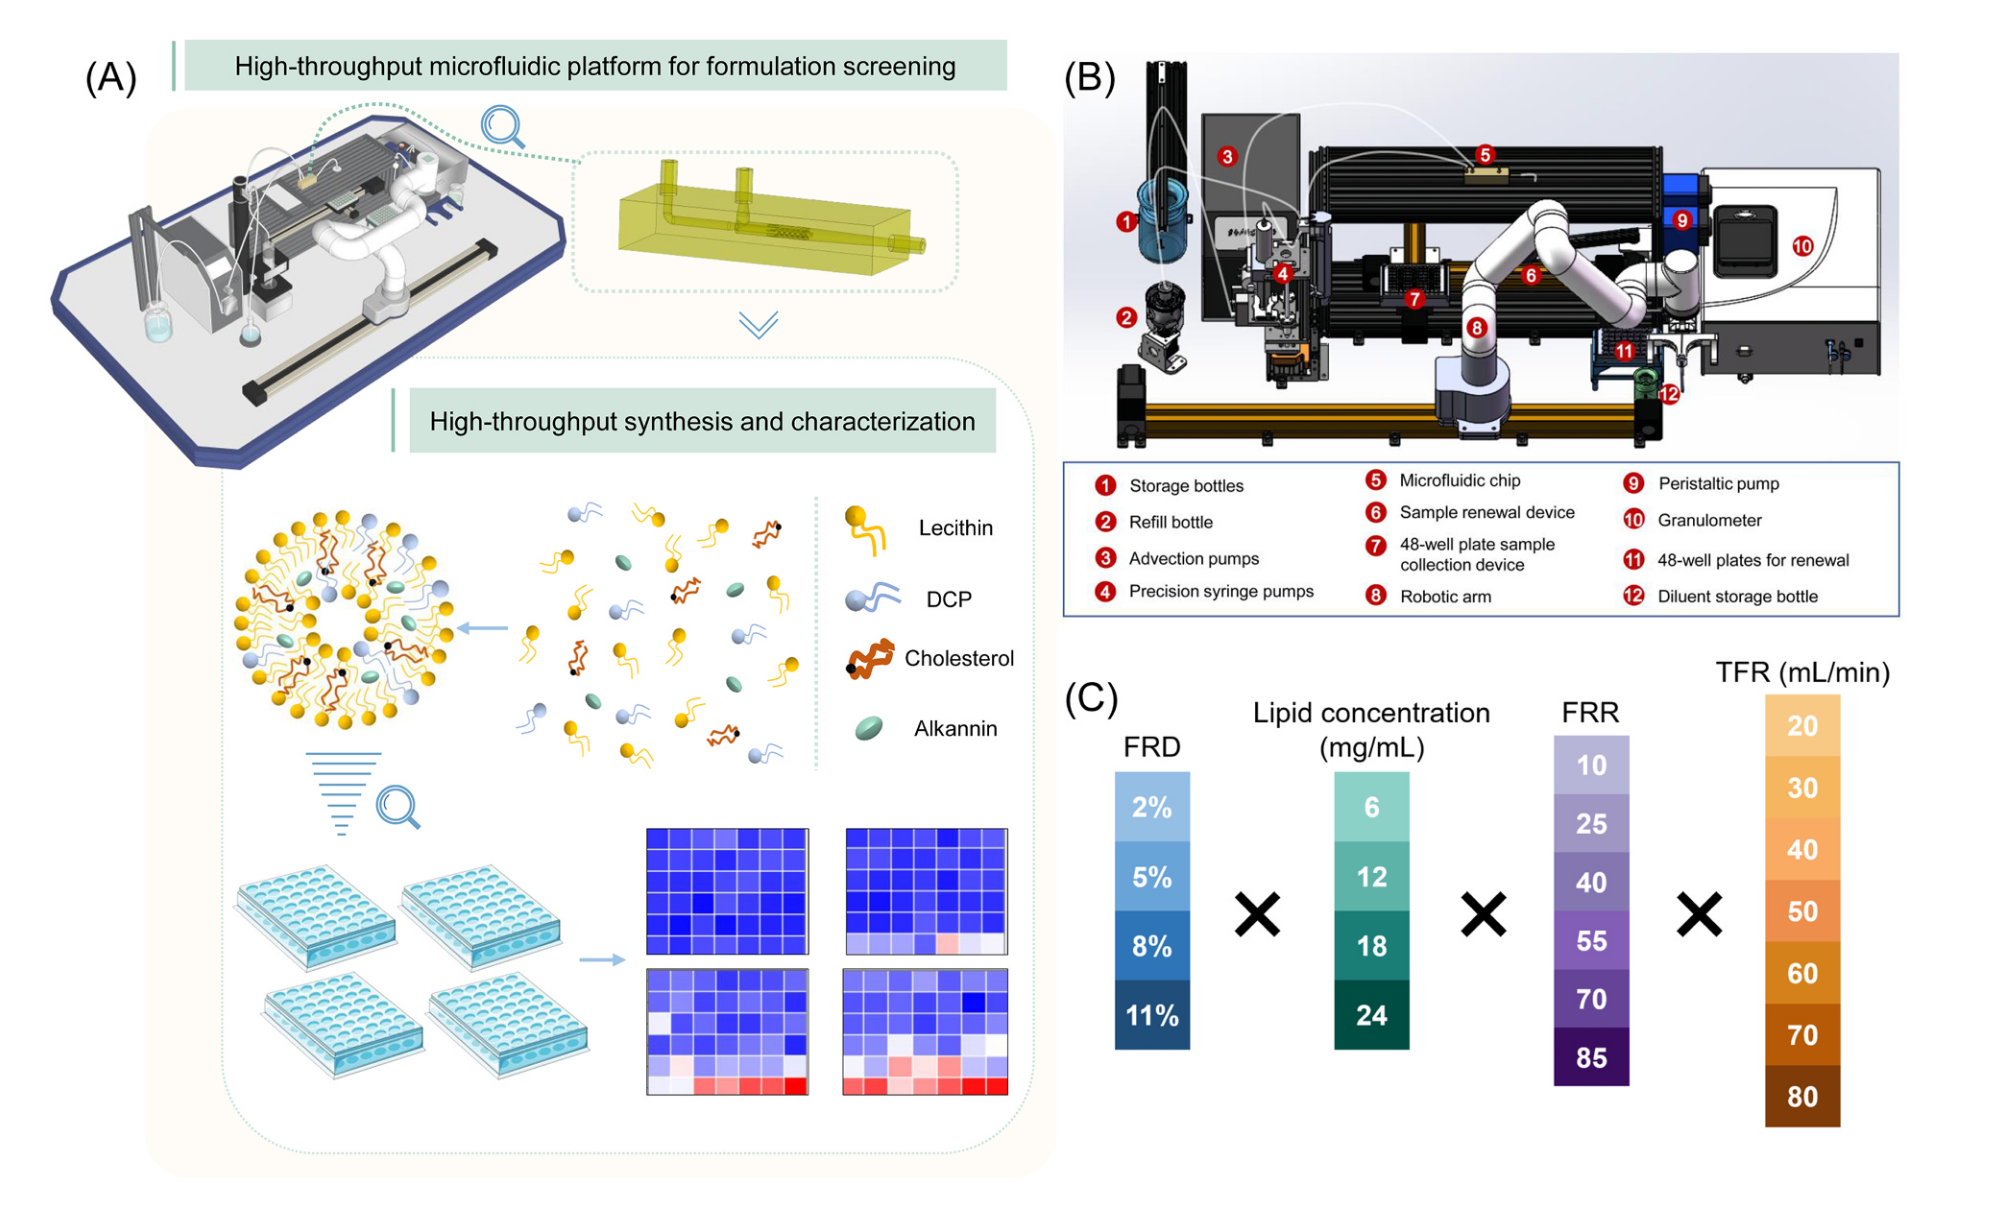 (A)
High-throughput microfluidic platform for formulation screening
High-throughput synthesis and characterization
Lecithin
DCP
Cholesterol
Alkannin
(B)
1
2
3
4
5
6
7
8
9
10
11
12
1 Storage bottles
2 Refill bottle
3 Advection pumps
4 Precision syringe pumps
5 Microfluidic chip
6 Sample renewal device
7 48-well plate sample
collection device
8 Robotic arm
9 Peristaltic pump
10 Granulometer
11 48-well plates for renewal
12 Diluent storage bottle
(C)
FRD
2%
5%
8%
11%
×
Lipid concentration
(mg/mL)
6
12
18
24
×
FRR
10
25
40
55
70
85
×
TFR (mL/min)
20
30
40
50
60
70
80